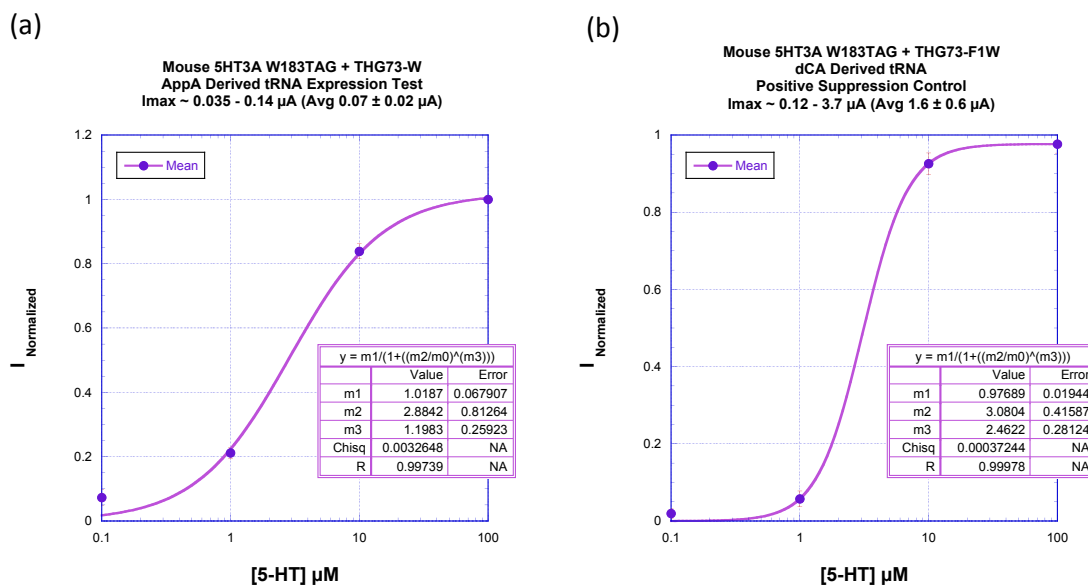 (a)
Mouse 5HT3A W183TAG + THG73-W
AppA Derived tRNA Expression Test
Imax ~ 0.035 - 0.14 µA (Avg 0.07 ± 0.02 µA)
1.2
1
0.8
0.6
0.4
0.2
0
Mean
I Normalized
y = m1/(1+((m2/m0)^(m3)))
Value Error
m1 1.0187 0.067907
m2 2.8842 0.81264
m3 1.1983 0.25923
Chisq 0.0032648 NA
R 0.99739 NA
0.1 1 10 100
[5-HT] µM
(b)
Mouse 5HT3A W183TAG + THG73-F1W
dCA Derived tRNA
Positive Suppression Control
Imax ~ 0.12 - 3.7 µA (Avg 1.6 ± 0.6 µA)
1
0.8
0.6
0.4
0.2
0
Mean
I Normalized
y = m1/(1+((m2/m0)^(m3)))
Value Error
m1 0.97689 0.01944
m2 3.0804 0.41587
m3 2.4622 0.28124
Chisq 0.00037244 NA
R 0.99978 NA
0.1 1 10 100
[5-HT] µM